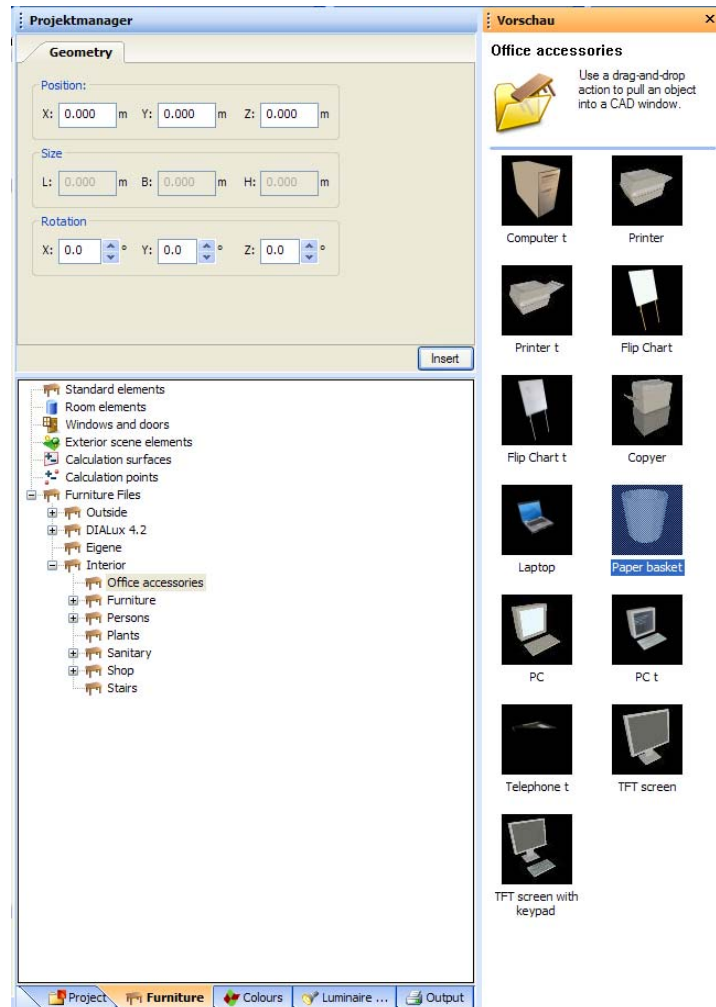 Projektmanager
Geometry
Position:
X: 0.000 m Y: 0.000 m Z: 0.000 m
Size
L: 0.000 m B: 0.000 m H: 0.000 m
Rotation
X: 0.0 ° Y: 0.0 ° Z: 0.0 °
Insert
Standard elements
Room elements
Windows and doors
Exterior scene elements
Calculation surfaces
Calculation points
Furniture Files
Outside
DIALux 4.2
Eigene
Interior
Office accessories
Furniture
Persons
Plants
Sanitary
Shop
Stairs
Project Furniture Colours Luminaire ... Output
Vorschau
Office accessories
Use a drag-and-drop
action to pull an object
into a CAD window.
Computer t Printer
Printer t Flip Chart
Flip Chart t Copyer
Laptop Paper basket
PC PC t
Telephone t TFT screen
TFT screen with
keypad